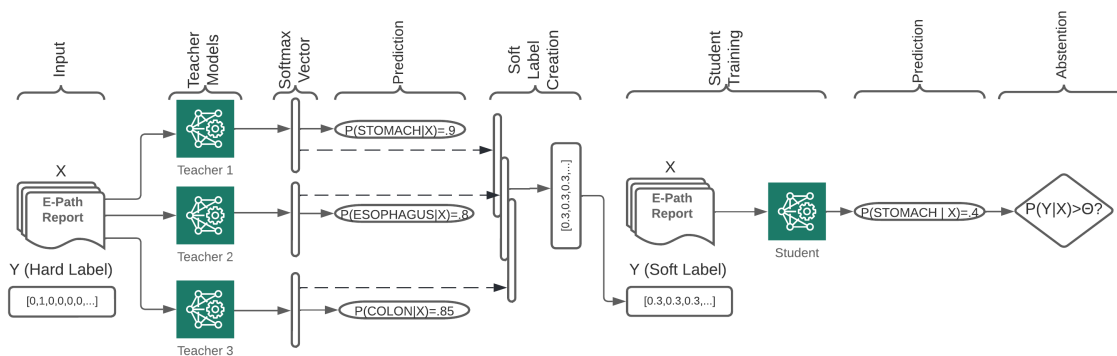 Input
Teacher
Models
Softmax
Vector
Prediction
Soft
Label
Creation
Student
Training
Prediction
Abstention
X
E-Path
Report
Y (Hard Label)
[0,1,0,0,0,0,...]
Teacher 1
Teacher 2
Teacher 3
P(STOMACH|X)=.9
P(ESOPHAGUS|X)=.8
P(COLON|X)=.85
[0.3,0.3,0.3,...]
X
E-Path
Report
Y (Soft Label)
[0.3,0.3,0.3,...]
Student
P(STOMACH | X)=.4
P(Y|X)>Θ?